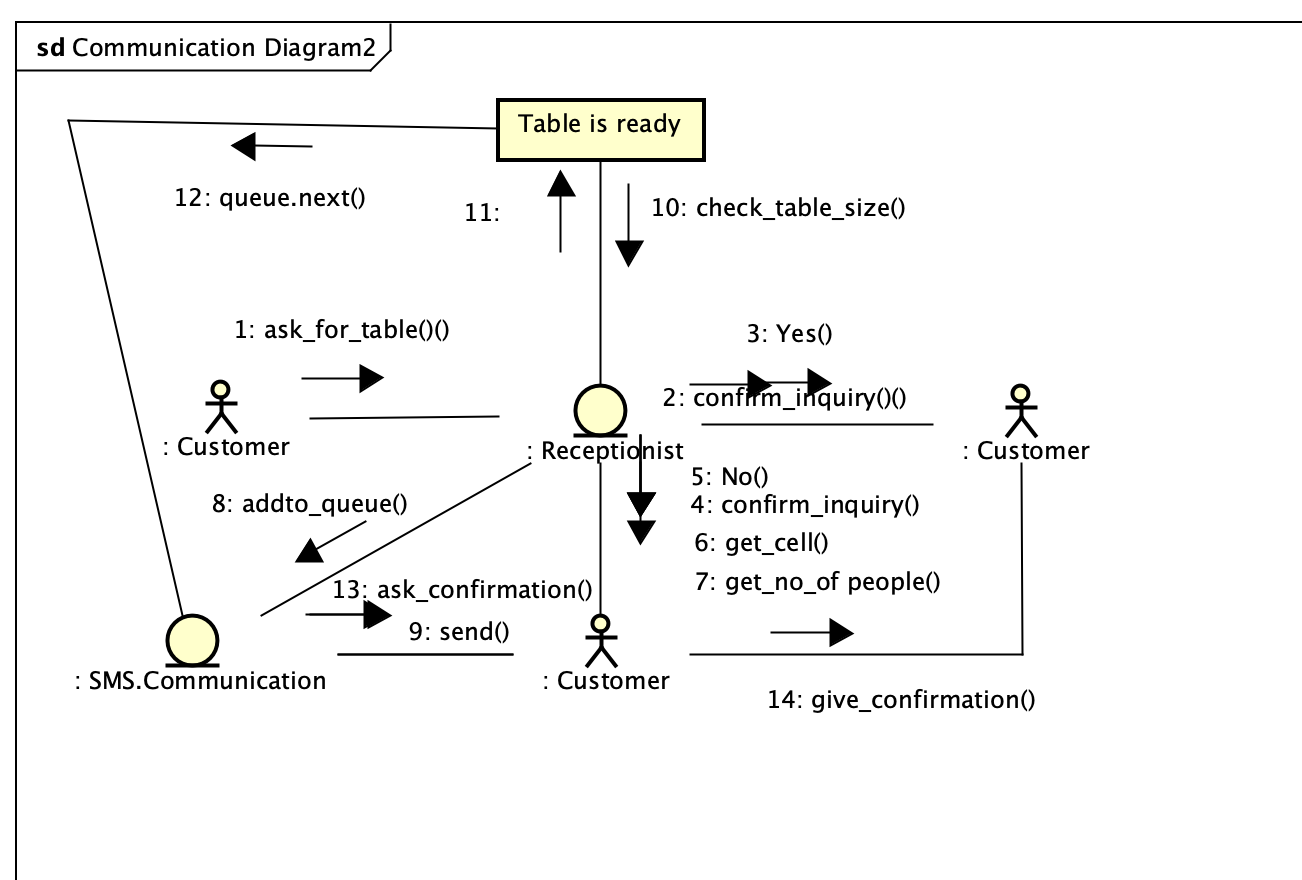 sd Communication Diagram2
Table is ready
12: queue.next()
11:
10: check_table_size()
1: ask_for_table()()
3: Yes()
2: confirm_inquiry()()
: Customer
: Receptionist
: Customer
5: No()
8: addto_queue()
4: confirm_inquiry()
6: get_cell()
7: get_no_of people()
13: ask_confirmation()
9: send()
: SMS.Communication
: Customer
14: give_confirmation()